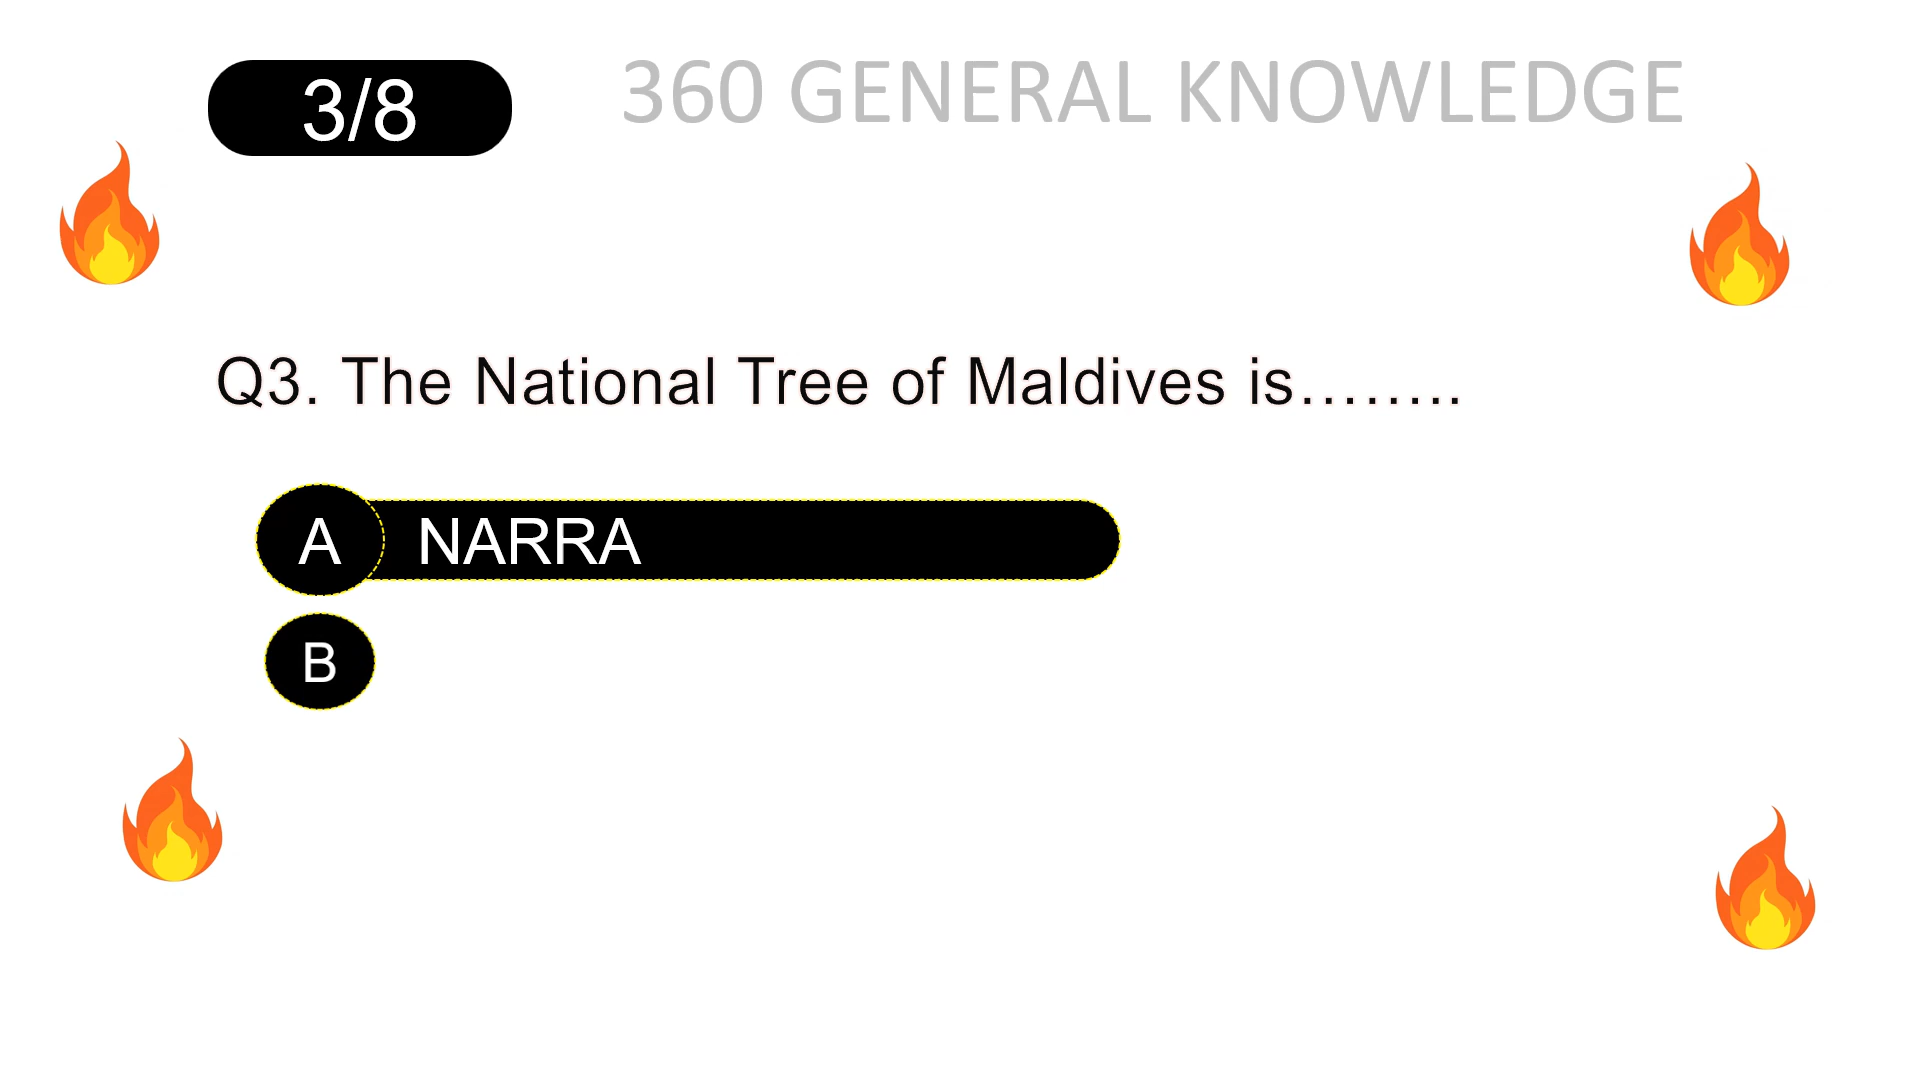 3/8
360 GENERAL KNOWLEDGE
Q3. The National Tree of Maldives is........
A NARRA
B